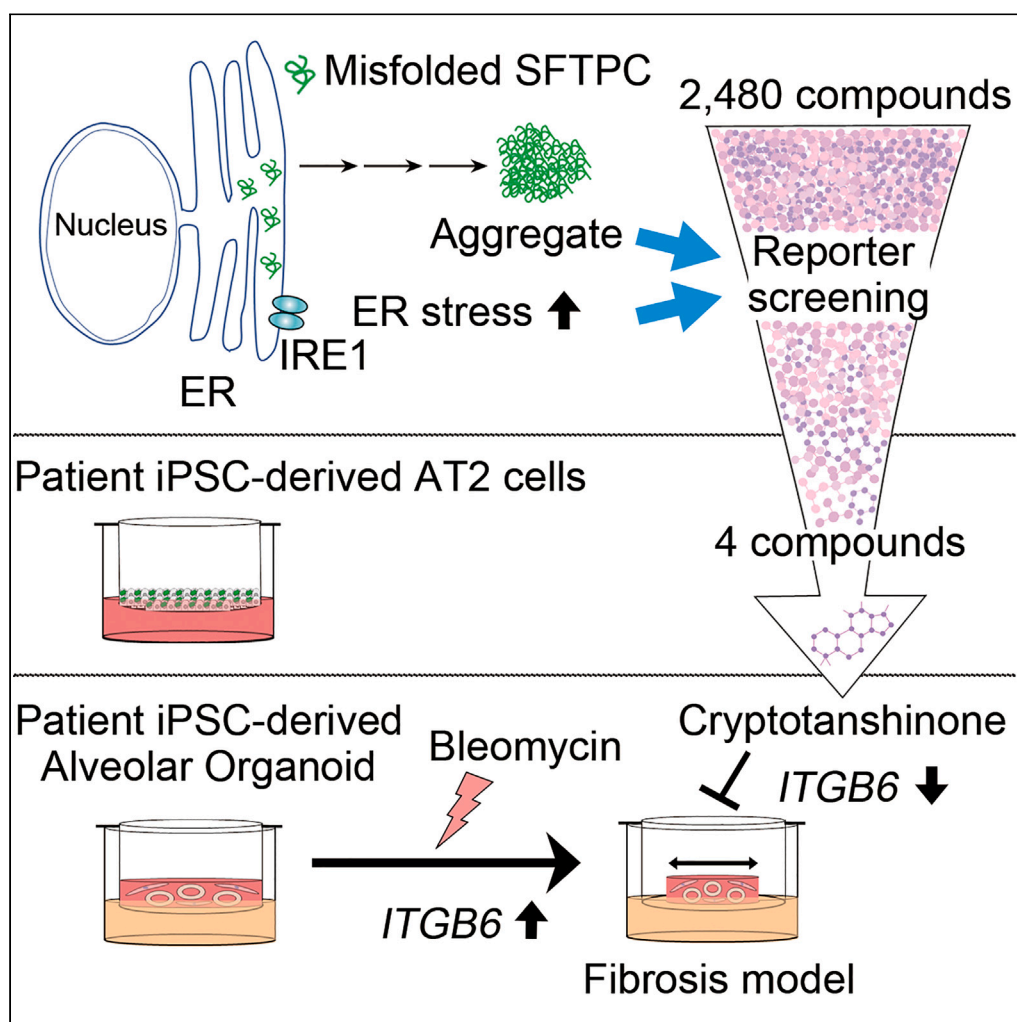 Misfolded SFTPC
2,480 compounds
Nucleus
Aggregate
Reporter
screening
ER stress
IRE1
ER
Patient iPSC-derived AT2 cells
4 compounds
Patient iPSC-derived
Alveolar Organoid
Bleomycin
Cryptotanshinone
ITGB6
ITGB6
Fibrosis model